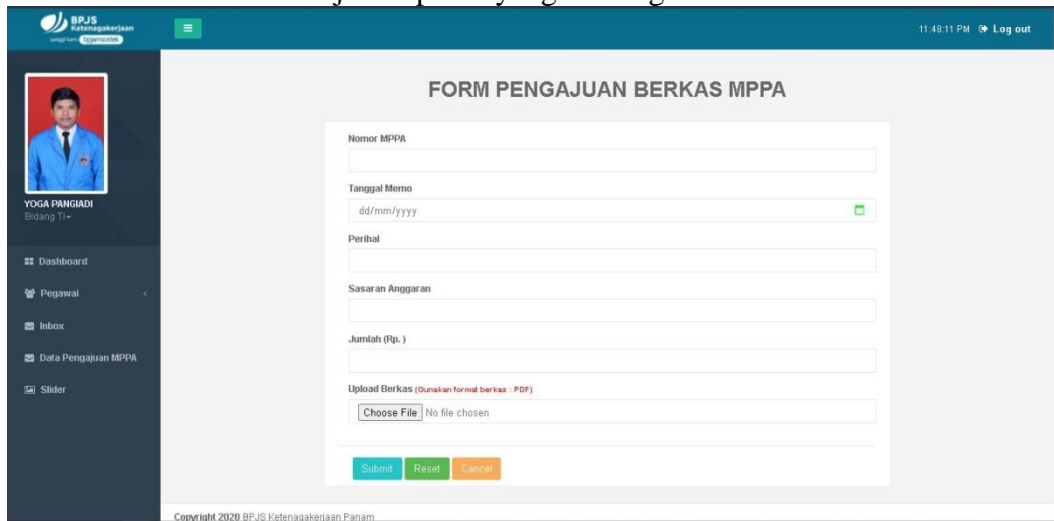 BPJS
Ketenagakerjaan
bpjamsostek
11:48:11 PM Log out
FORM PENGAJUAN BERKAS MPPA
YOGA PANGIADI
Bidang TI
Dashboard
Pegawai
Inbox
Data Pengajuan MPPA
Slider
Nomor MPPA
Tanggal Memo
dd/mm/yyyy
Perihal
Sasaran Anggaran
Jumlah (Rp. )
Upload Berkas (Gunakan format berkas : PDF)
Choose File No file chosen
Submit Reset Cancel
Copyright 2020 BPJS Ketenagakerjaan Panam